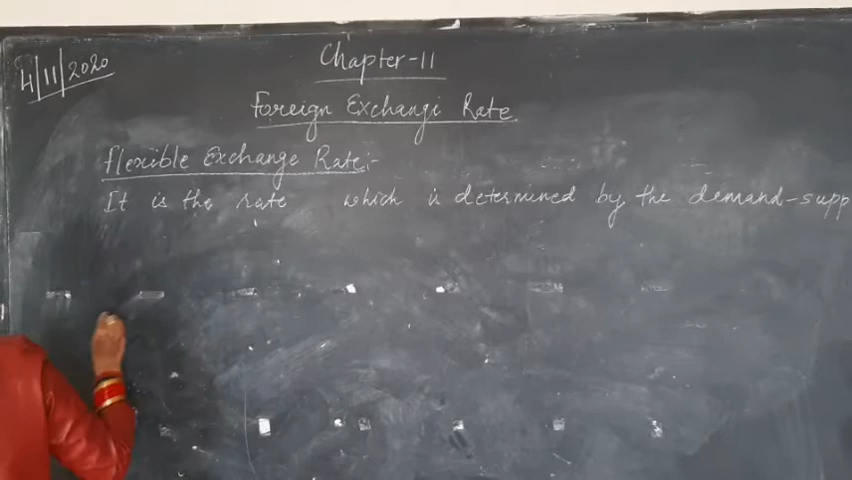 4/11/2020
Chapter-11
Foreign Exchange Rate
flexible Exchange Rate:-
It is the rate which is determined by the demand-supp